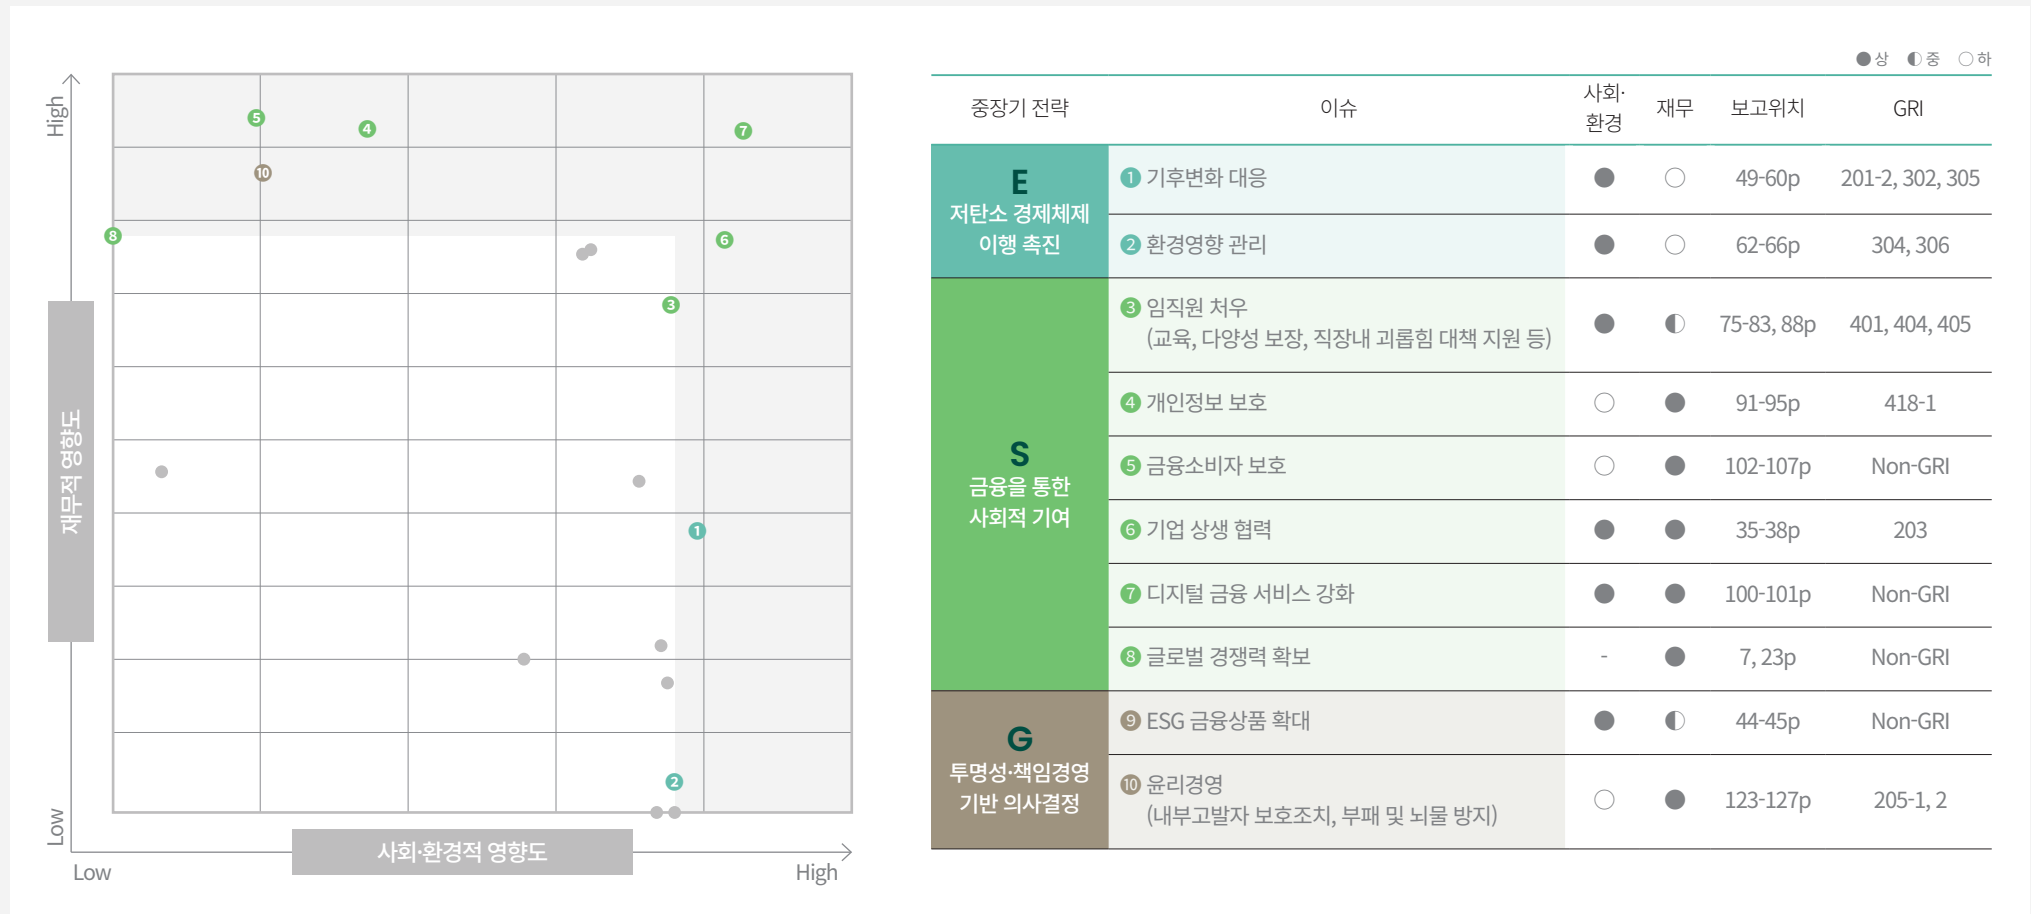 High
재무적 영향도
Low
5
4
7
10
8
6
3
1
2
Low
사회·환경적 영향도
High
●상 ◐중 ○하
중장기 전략 이슈 사회· 환경 재무 보고위치 GRI
E
저탄소 경제체제
이행 촉진
1 기후변화 대응 ● ○ 49-60p 201-2, 302, 305
2 환경영향 관리 ● ○ 62-66p 304, 306
S
금융을 통한
사회적 기여
3 임직원 처우
(교육, 다양성 보장, 직장내 괴롭힘 대책 지원 등) ● ◐ 75-83, 88p 401, 404, 405
4 개인정보 보호 ○ ● 91-95p 418-1
5 금융소비자 보호 ○ ● 102-107p Non-GRI
6 기업 상생 협력 ● ● 35-38p 203
7 디지털 금융 서비스 강화 ● ● 100-101p Non-GRI
8 글로벌 경쟁력 확보 - ● 7, 23p Non-GRI
G
투명성·책임경영
기반 의사결정
9 ESG 금융상품 확대 ● ◐ 44-45p Non-GRI
10 윤리경영
(내부고발자 보호조치, 부패 및 뇌물 방지) ○ ● 123-127p 205-1, 2